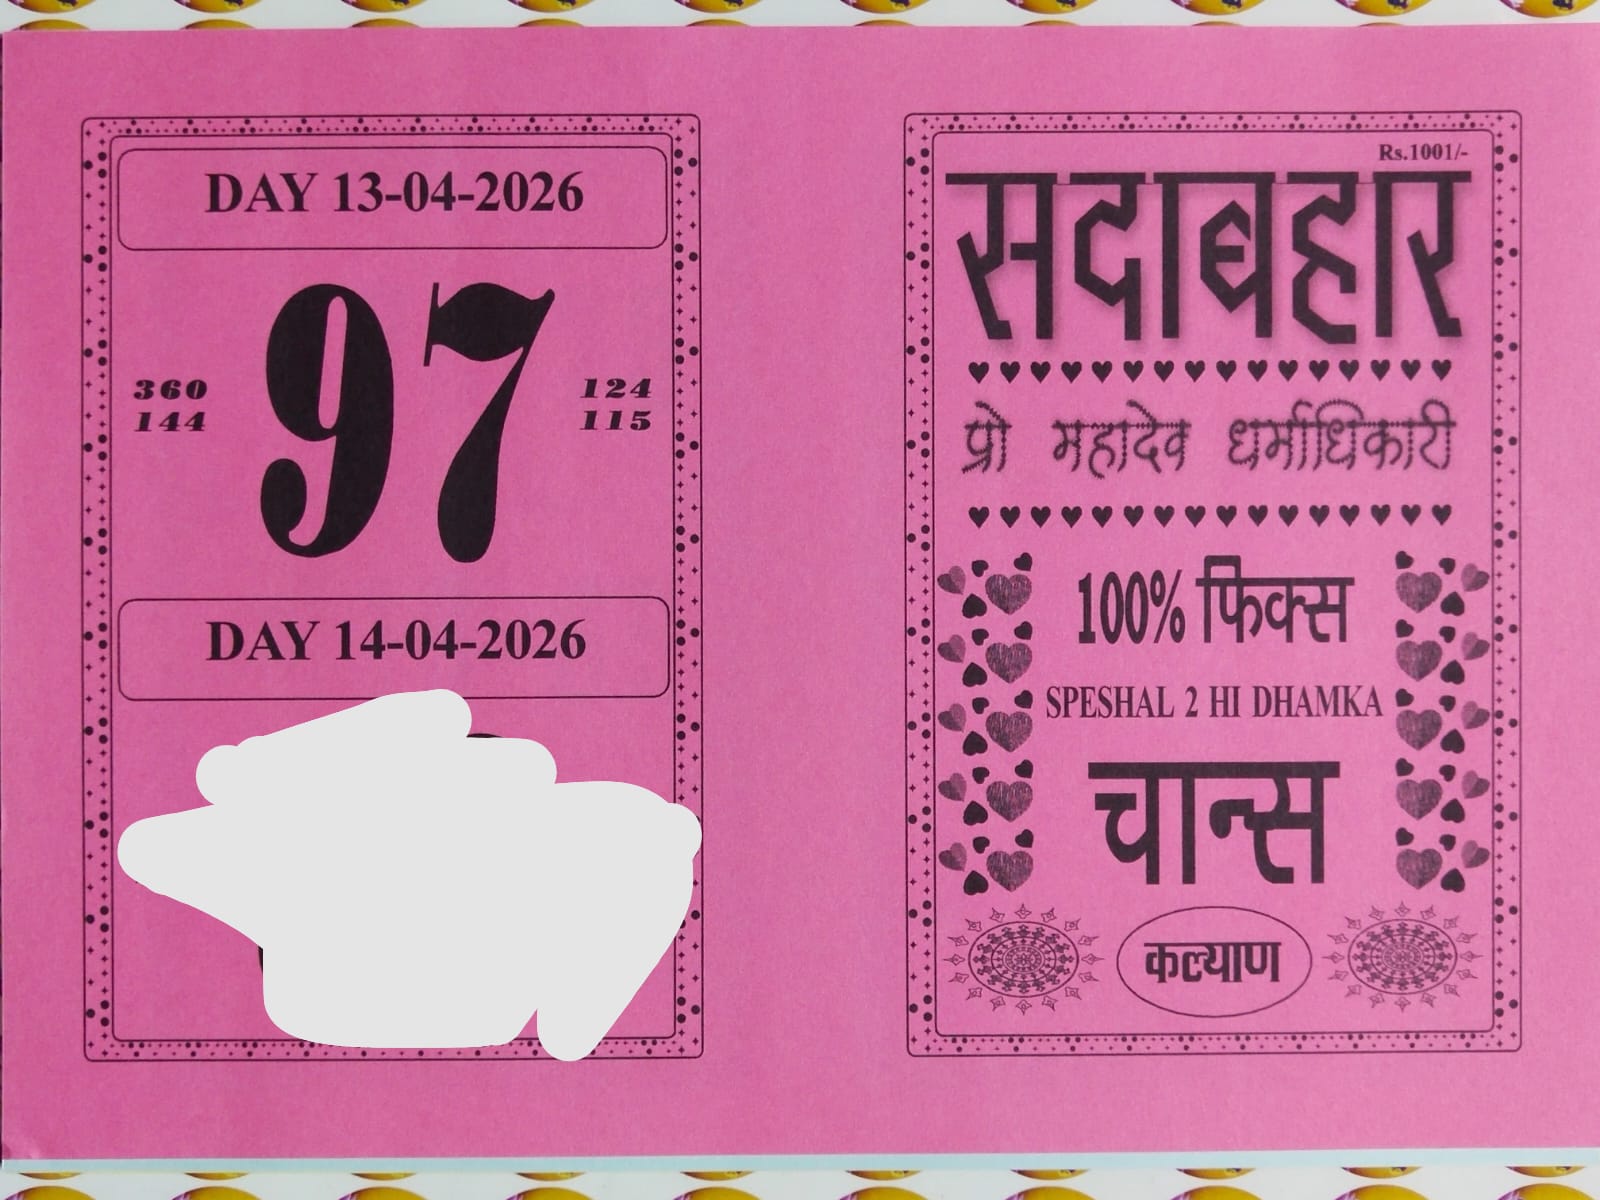 DAY 13-04-2026
97
360
144
124
115
DAY 14-04-2026
Rs.1001/-
सदाबहार
प्रो महादेव धर्माधिकारी
100% फिक्स
SPESHAL 2 HI DHAMKA
चान्स
कल्याण